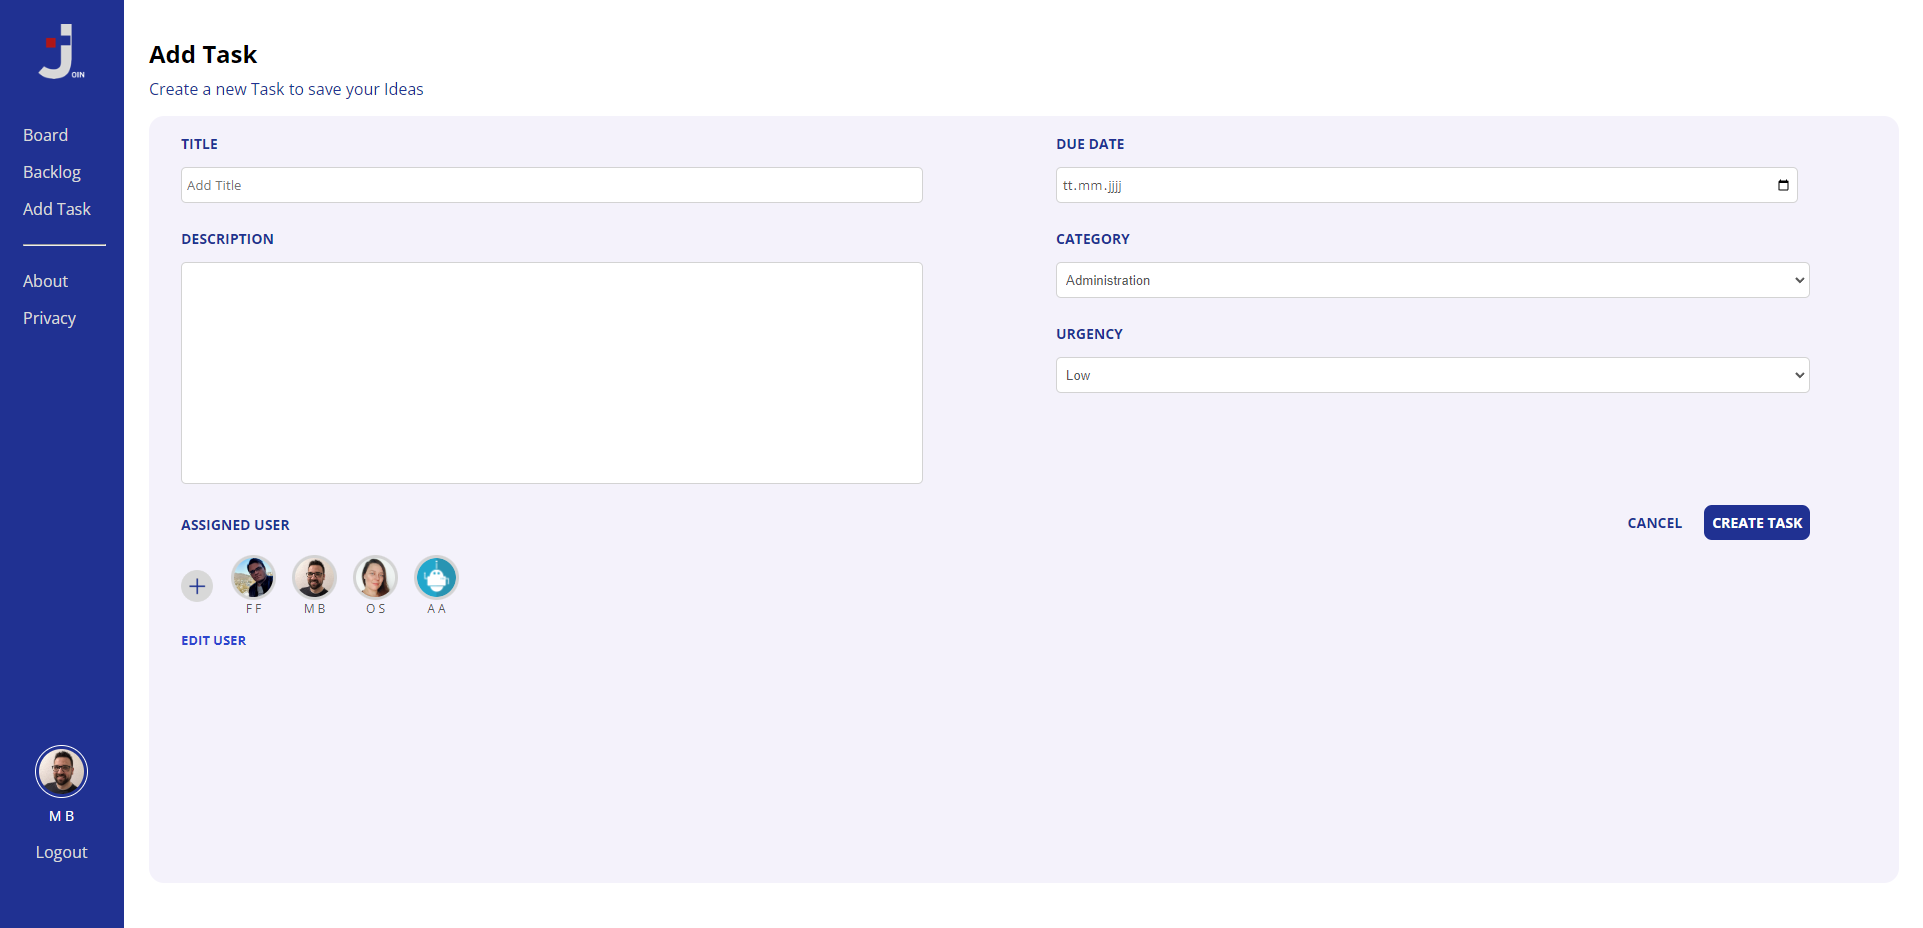 OIN
Board
Backlog
Add Task
About
Privacy
M B
Logout
Add Task
Create a new Task to save your Ideas
TITLE
Add Title
DESCRIPTION
ASSIGNED USER
F F
M B
O S
A A
EDIT USER
DUE DATE
tt.mm.jjjj
CATEGORY
Administration
URGENCY
Low
CANCEL
CREATE TASK